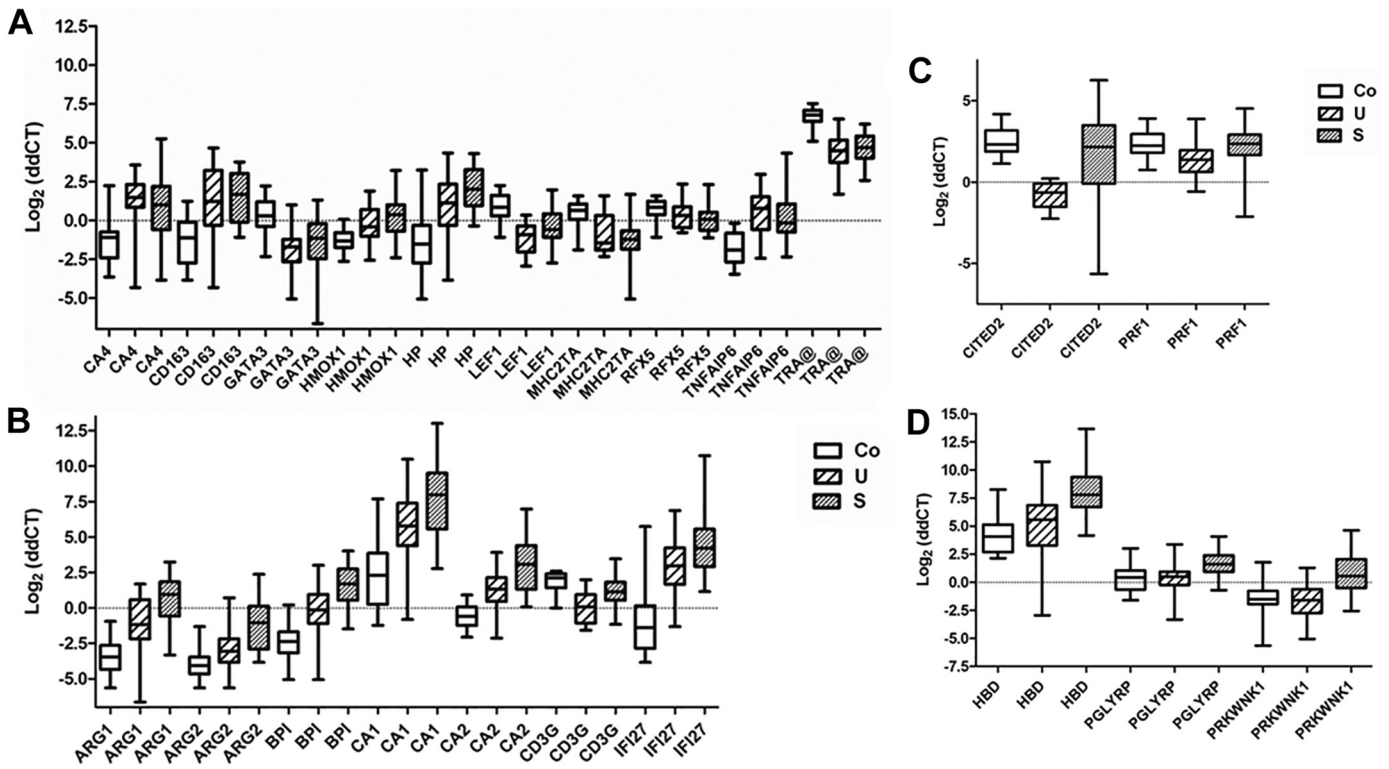 A
Log2 (ddCT)
12.5
10.0
7.5
5.0
2.5
0.0
-2.5
-5.0
CA4 CA4 CA4 CD163 CD163 CD163 GATA3 GATA3 GATA3 HMOX1 HMOX1 HMOX1 HP HP HP LEF1 LEF1 LEF1 MHC2TA MHC2TA MHC2TA RFX5 RFX5 RFX5 TNFAIP6 TNFAIP6 TNFAIP6 TRA@ TRA@ TRA@
C
Log2 (ddCT)
5
0
-5
CITED2 CITED2 CITED2 PRF1 PRF1 PRF1
Co
U
S
B
Log2 (ddCT)
12.5
10.0
7.5
5.0
2.5
0.0
-2.5
-5.0
ARG1 ARG1 ARG1 ARG2 ARG2 ARG2 BPI BPI BPI CA1 CA1 CA1 CA2 CA2 CA2 CD3G CD3G CD3G IFI27 IFI27 IFI27
Co
U
S
D
Log2 (ddCT)
15.0
12.5
10.0
7.5
5.0
2.5
0.0
-2.5
-5.0
-7.5
HBD HBD HBD PGLYRP PGLYRP PGLYRP PRKWNK1 PRKWNK1 PRKWNK1